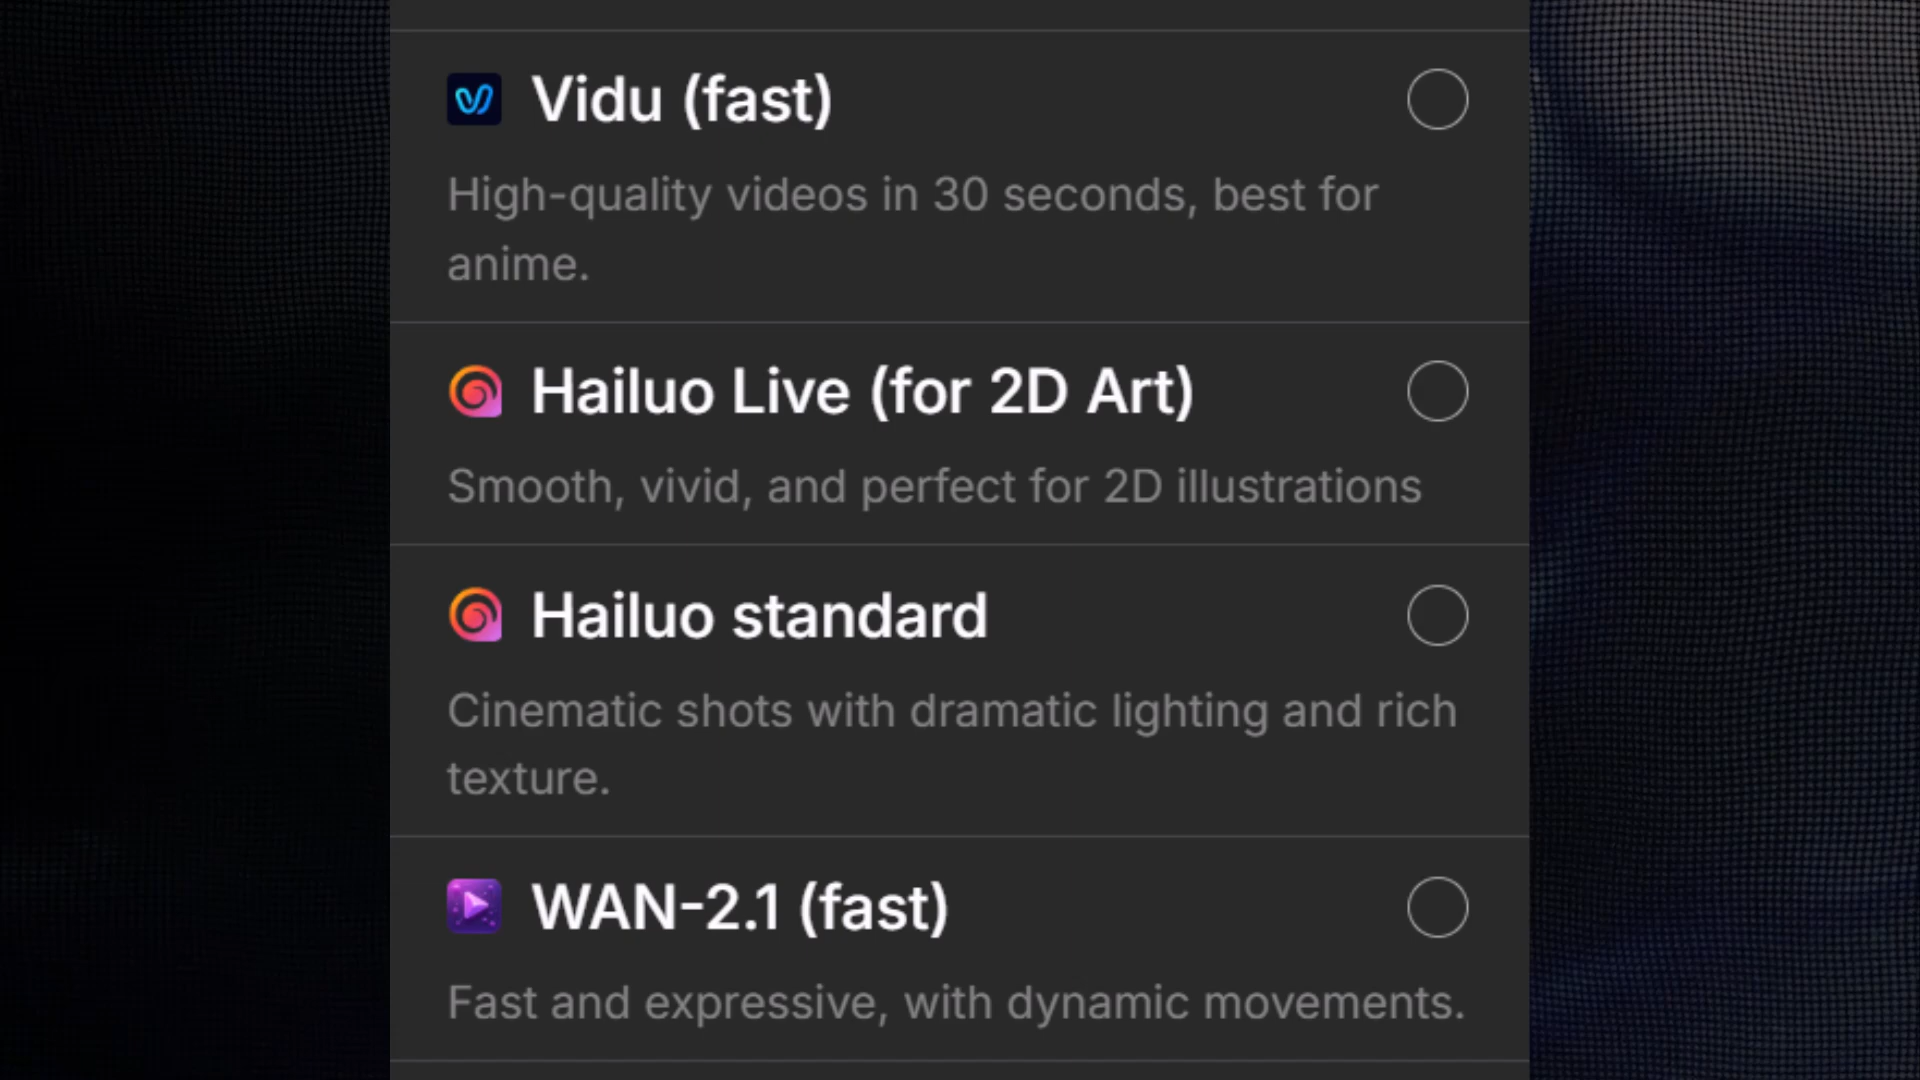 Vidu (fast)
High-quality videos in 30 seconds, best for
anime.
Hailuo Live (for 2D Art)
Smooth, vivid, and perfect for 2D illustrations
Hailuo standard
Cinematic shots with dramatic lighting and rich
texture.
WAN-2.1 (fast)
Fast and expressive, with dynamic movements.